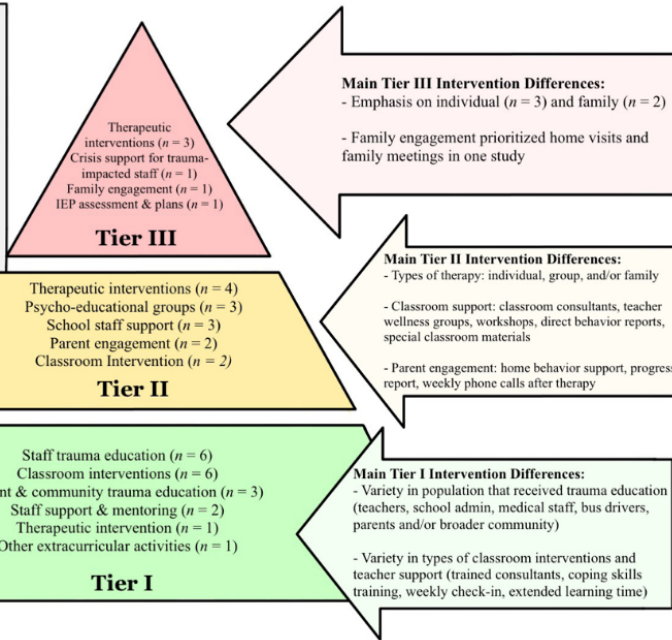 Therapeutic
interventions (n = 3)
Crisis support for trauma-
impacted staff (n = 1)
Family engagement (n = 1)
IEP assessment & plans (n = 1)
Tier III
Main Tier III Intervention Differences:
- Emphasis on individual (n = 3) and family (n = 2)
- Family engagement prioritized home visits and
family meetings in one study
Therapeutic interventions (n = 4)
Psycho-educational groups (n = 3)
School staff support (n = 3)
Parent engagement (n = 2)
Classroom Intervention (n = 2)
Tier II
Main Tier II Intervention Differences:
- Types of therapy: individual, group, and/or family
- Classroom support: classroom consultants, teacher
wellness groups, workshops, direct behavior reports,
special classroom materials
- Parent engagement: home behavior support, progress
report, weekly phone calls after therapy
Staff trauma education (n = 6)
Classroom interventions (n = 6)
nt & community trauma education (n = 3)
Staff support & mentoring (n = 2)
Therapeutic intervention (n = 1)
Other extracurricular activities (n = 1)
Tier I
Main Tier I Intervention Differences:
- Variety in population that received trauma education
(teachers, school admin, medical staff, bus drivers,
parents and/or broader community)
- Variety in types of classroom interventions and
teacher support (trained consultants, coping skills
training, weekly check-in, extended learning time)